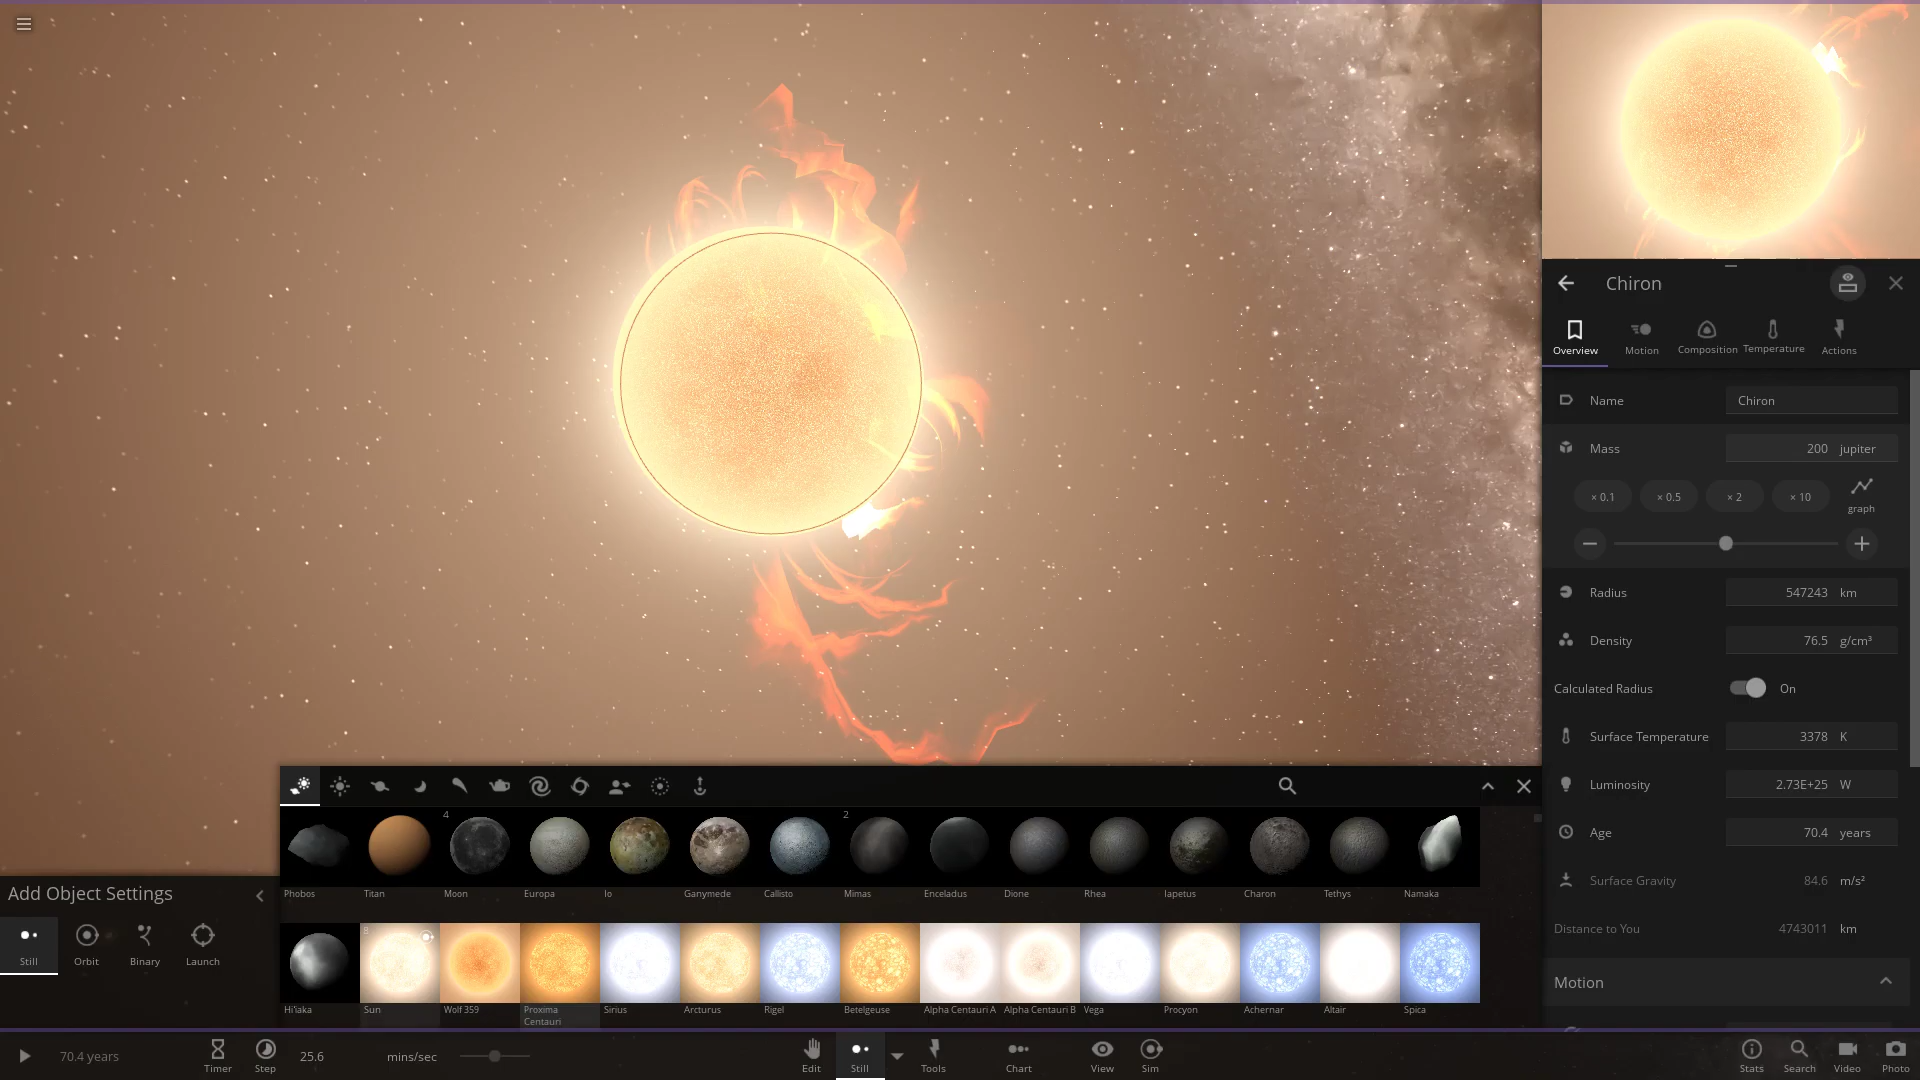 Chiron
Overview
Motion
Composition
Temperature
Actions
Name
Chiron
Mass
200 jupiter
× 0.1
× 0.5
× 2
× 10
graph
Radius
547243 km
Density
76.5 g/cm³
Calculated Radius
On
Surface Temperature
3378 K
Luminosity
2.73E+25 W
Age
70.4 years
Surface Gravity
84.6 m/s²
Distance to You
4743011 km
Motion
4
2
Phobos
Titan
Moon
Europa
Io
Ganymede
Callisto
Mimas
Enceladus
Dione
Rhea
Iapetus
Charon
Tethys
Namaka
8
Hi'iaka
Sun
Wolf 359
Proxima
Centauri
Sirius
Arcturus
Rigel
Betelgeuse
Alpha Centauri A
Alpha Centauri B
Vega
Procyon
Achernar
Altair
Spica
Add Object Settings
Still
Orbit
Binary
Launch
70.4 years
Timer
Step
25.6
mins/sec
Edit
Still
Tools
Chart
View
Sim
Stats
Search
Video
Photo